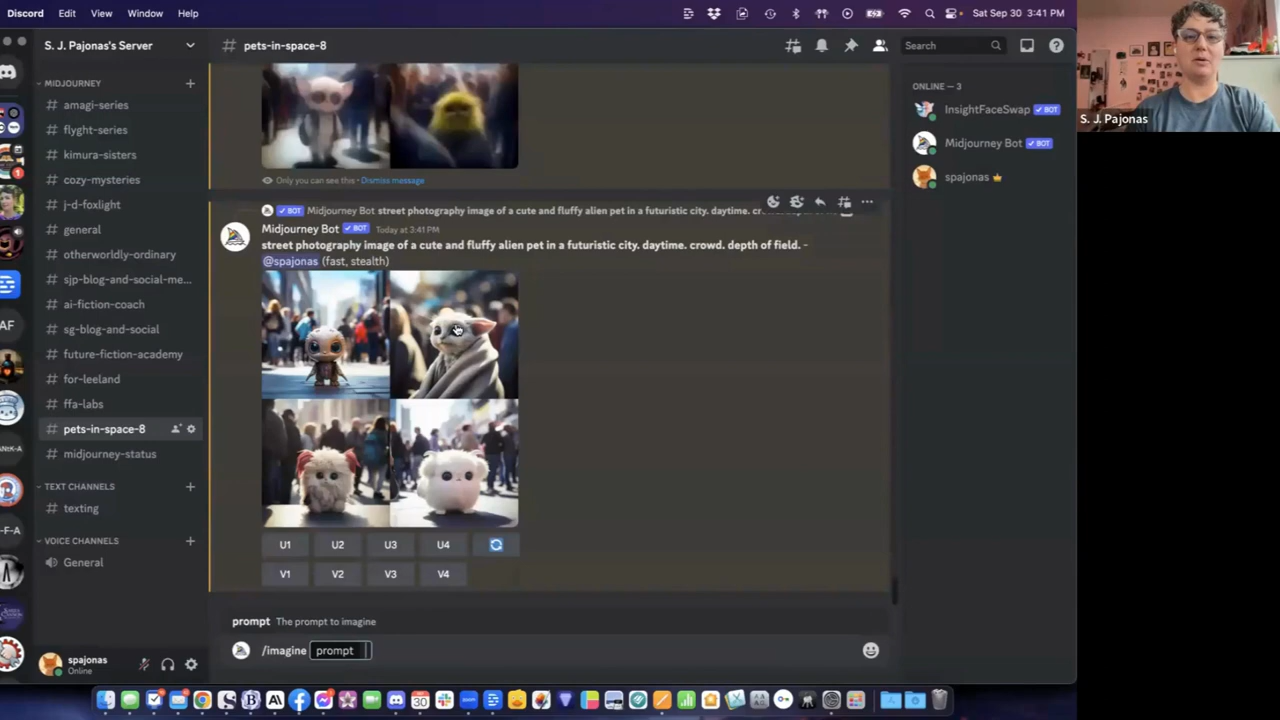 Discord Edit View Window Help
Sat Sep 30 3:41 PM
S. J. Pajonas's Server
# pets-in-space-8
Search
MIDJOURNEY
# amagi-series
# flyght-series
# kimura-sisters
# cozy-mysteries
# j-d-foxlight
# general
# otherworldly-ordinary
# sjp-blog-and-social-me...
# ai-fiction-coach
# sg-blog-and-social
# future-fiction-academy
# for-leeland
# ffa-labs
# pets-in-space-8
# midjourney-status
TEXT CHANNELS
# texting
VOICE CHANNELS
General
spajonas
Online
Only you can see this • Dismiss message
BOT Midjourney Bot street photography image of a cute and fluffy alien pet in a futuristic city. daytime.
Midjourney Bot BOT Today at 3:41 PM
street photography image of a cute and fluffy alien pet in a futuristic city. daytime. crowd. depth of field. -
@spajonas (fast, stealth)
U1 U2 U3 U4
V1 V2 V3 V4
prompt The prompt to imagine
/imagine prompt
ONLINE — 3
InsightFaceSwap BOT
Midjourney Bot BOT
spajonas
S. J. Pajonas
AF
1
30